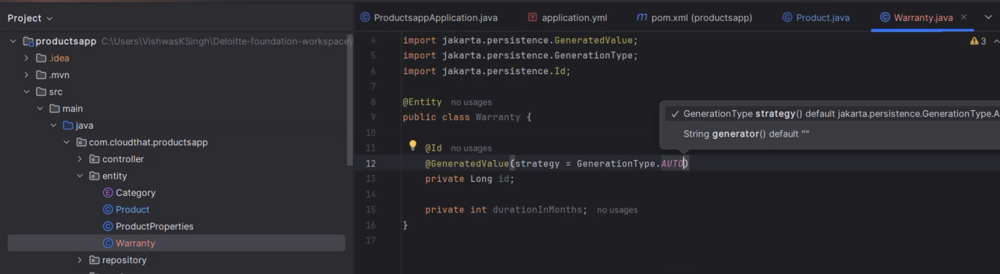 Project
ProductsappApplication.java
application.yml
pom.xml (productsapp)
Product.java
Warranty.java
productsapp C:\Users\VishwasKSingh\Deloitte-foundation-workspace\
.idea
.mvn
src
main
java
com.cloudthat.productsapp
controller
entity
Category
Product
ProductProperties
Warranty
repository
3
4 import jakarta.persistence.GeneratedValue;
5 import jakarta.persistence.GenerationType;
6 import jakarta.persistence.Id;
7
8 @Entity no usages
9 public class Warranty {
10
11 @Id no usages
12 @GeneratedValue(strategy = GenerationType.AUTO)
13 private Long id;
14
15 private int durationInMonths; no usages
16 }
17
GenerationType strategy() default jakarta.persistence.GenerationType.A
String generator() default ""